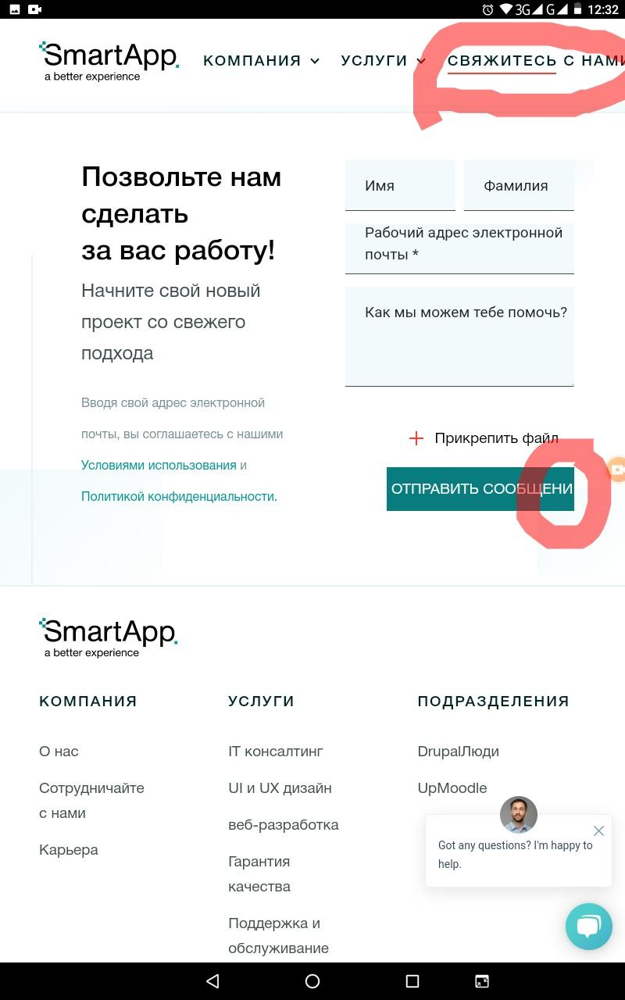 3G G 12:32
SmartApp
a better experience
КОМПАНИЯ УСЛУГИ СВЯЖИТЕСЬ С НАМИ
Позвольте нам
сделать
за вас работу!
Начните свой новый
проект со свежего
подхода
Вводя свой адрес электронной
почты, вы соглашаетесь с нашими
Условиями использования и
Политикой конфиденциальности.
Имя Фамилия
Рабочий адрес электронной
почты *
Как мы можем тебе помочь?
Прикрепить файл
ОТПРАВИТЬ СООБЩЕНИ
SmartApp
a better experience
КОМПАНИЯ УСЛУГИ ПОДРАЗДЕЛЕНИЯ
О нас
Сотрудничайте
с нами
Карьера
IT консалтинг
UI и UX дизайн
веб-разработка
Гарантия
качества
Поддержка и
обслуживание
DrupalЛюди
UpMoodle
Got any questions? I'm happy to
help.